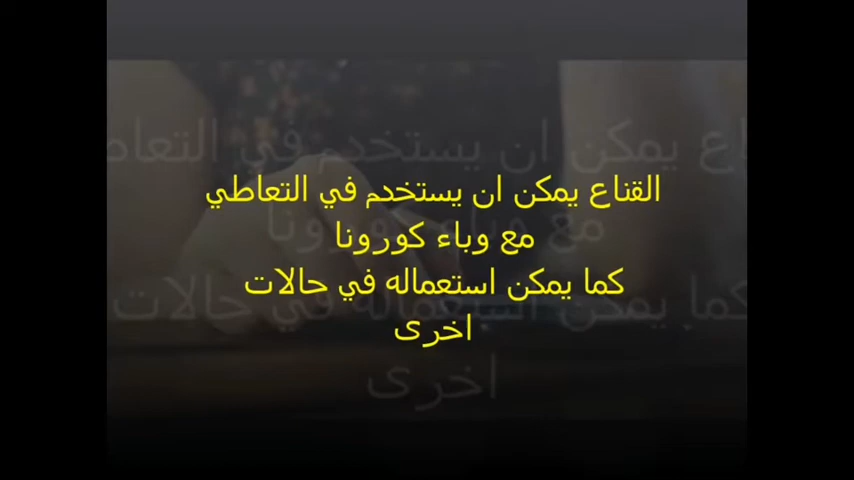 القناع يمكن ان يستخدم في التعاطي
مع وباء كورونا
كما يمكن استعماله في حالات
اخرى